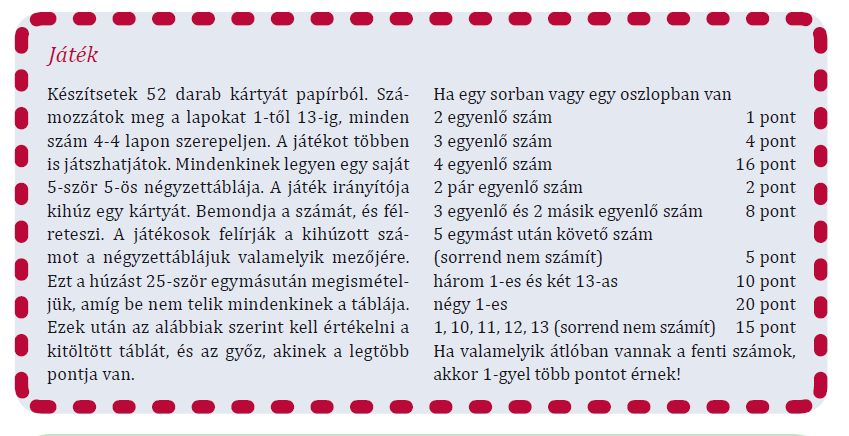 Játék
Készítsetek 52 darab kártyát papírból. Szá-
mozzátok meg a lapokat 1-től 13-ig, minden
szám 4-4 lapon szerepeljen. A játékot többen
is játszhatjátok. Mindenkinek legyen egy saját
5-ször 5-ös négyzettáblája. A játék irányítója
kihúz egy kártyát. Bemondja a számát, és fél-
reteszi. A játékosok felírják a kihúzott szá-
mot a négyzettáblájuk valamelyik mezőjére.
Ezt a húzást 25-ször egymásután megismétel-
jük, amíg be nem telik mindenkinek a táblája.
Ezek után az alábbiak szerint kell értékelni a
kitöltött táblát, és az győz, akinek a legtöbb
pontja van.
Ha egy sorban vagy egy oszlopban van
2 egyenlő szám 1 pont
3 egyenlő szám 4 pont
4 egyenlő szám 16 pont
2 pár egyenlő szám 2 pont
3 egyenlő és 2 másik egyenlő szám 8 pont
5 egymást után követő szám
(sorrend nem számít) 5 pont
három 1-es és két 13-as 10 pont
négy 1-es 20 pont
1, 10, 11, 12, 13 (sorrend nem számít) 15 pont
Ha valamelyik átlóban vannak a fenti számok,
akkor 1-gyel több pontot érnek!